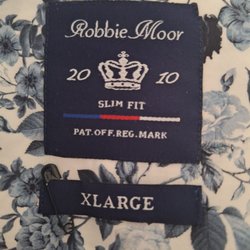 Robbie Moor
20 10
SLIM FIT
PAT.OFF.REG.MARK
XLARGE